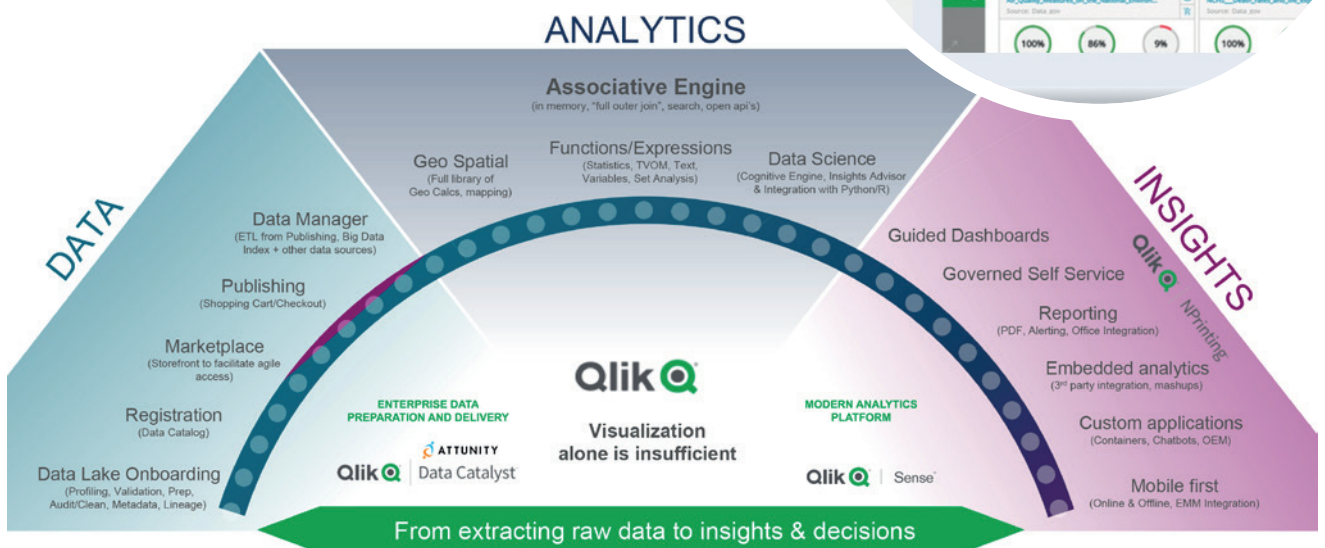 ANALYTICS
Source: Data_gov
Source: Data_gov
100%
86%
9%
100%
Associative Engine
(in memory, "full outer join", search, open api's)
Geo Spatial
(Full library of
Geo Calcs, mapping)
Functions/Expressions
(Statistics, TVOM, Text,
Variables, Set Analysis)
Data Science
(Cognitive Engine, Insights Advisor
& Integration with Python/R)
DATA
Data Manager
(ETL from Publishing, Big Data
Index + other data sources)
Publishing
(Shopping Cart/Checkout)
Marketplace
(Storefront to facilitate agile
access)
Registration
(Data Catalog)
Data Lake Onboarding
(Profiling, Validation, Prep,
Audit/Clean, Metadata, Lineage)
INSIGHTS
Qlik
NPrinting
Guided Dashboards
Governed Self Service
Reporting
(PDF, Alerting, Office Integration)
Embedded analytics
(3rd party integration, mashups)
Custom applications
(Containers, Chatbots, OEM)
Mobile first
(Online & Offline, EMM Integration)
ENTERPRISE DATA
PREPARATION AND DELIVERY
ATTUNITY
Qlik Data Catalyst
Qlik
Visualization
alone is insufficient
MODERN ANALYTICS
PLATFORM
Qlik Sense
From extracting raw data to insights & decisions